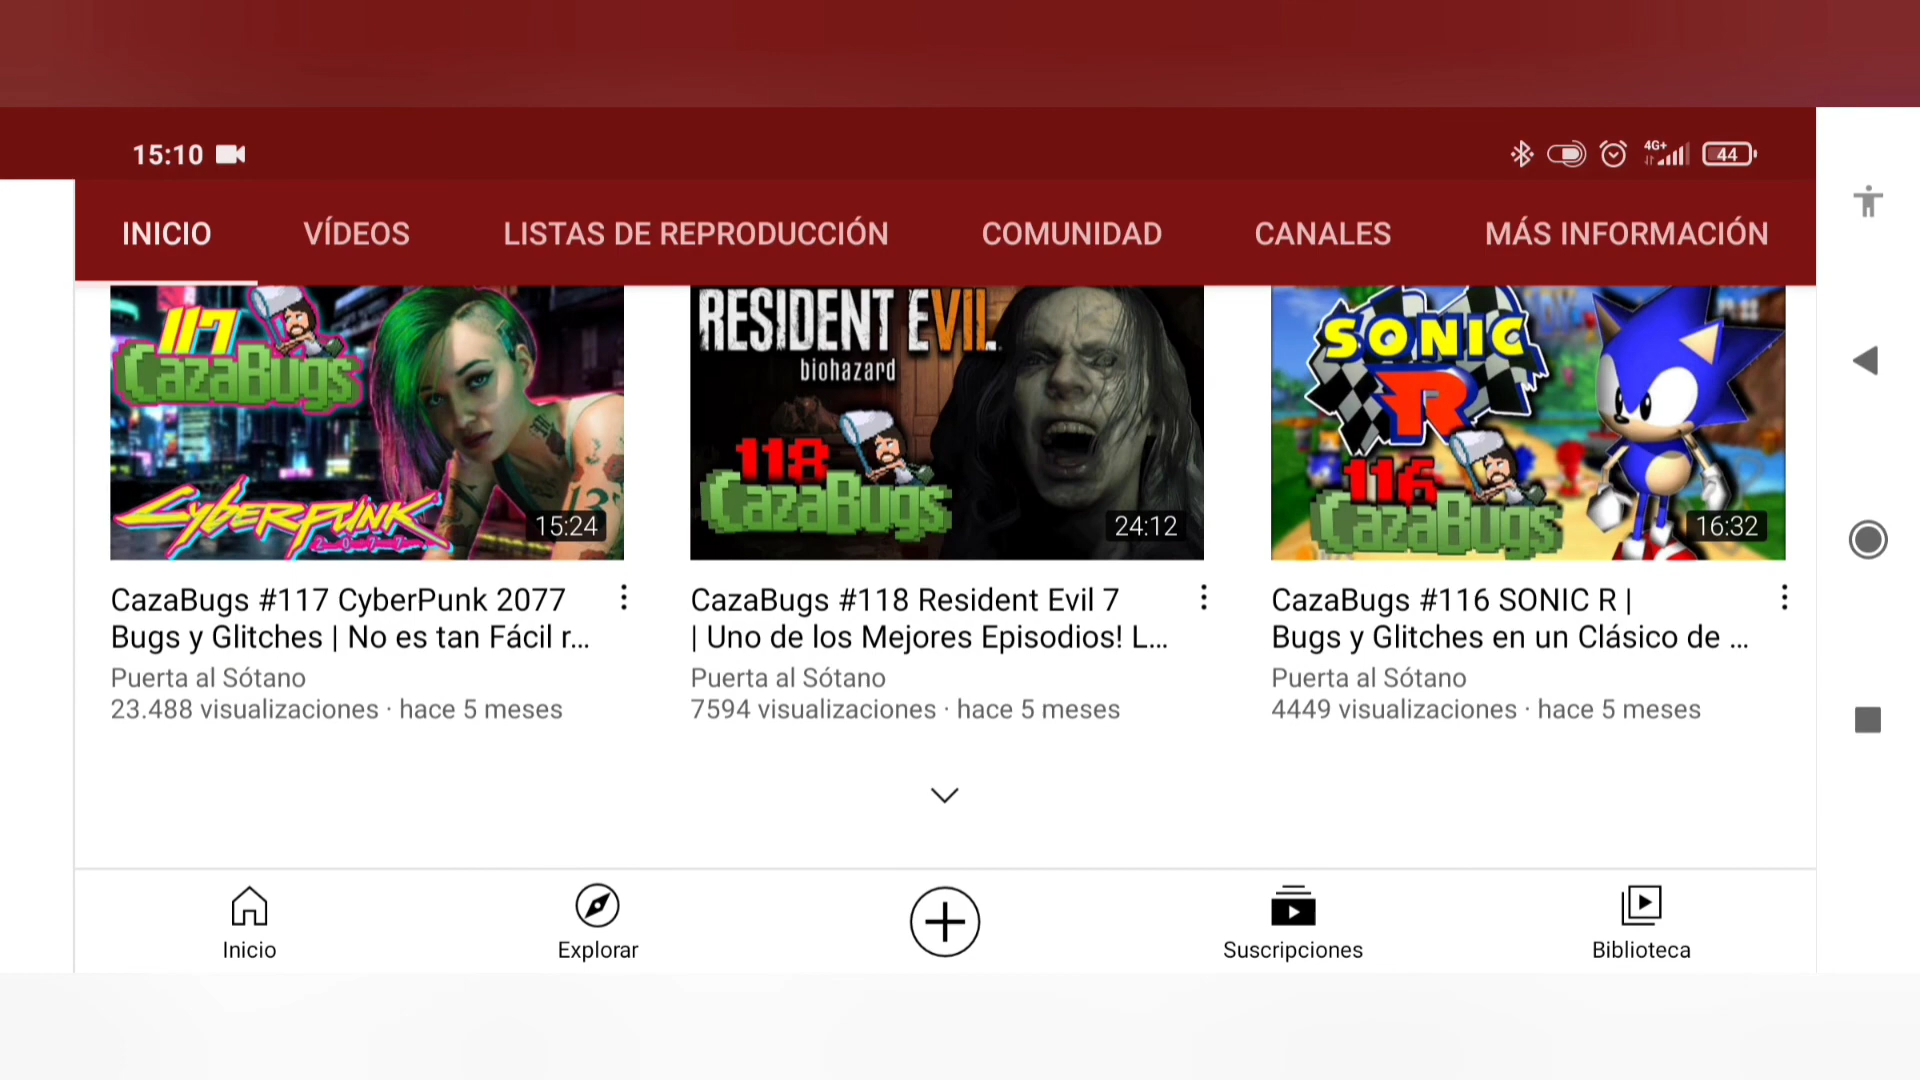 15:10
4G+
44
INICIO
VÍDEOS
LISTAS DE REPRODUCCIÓN
COMUNIDAD
CANALES
MÁS INFORMACIÓN
117
CazaBugs
CYBERPUNK
2077
15:24
RESIDENT EVIL
biohazard
118
CazaBugs
24:12
SONIC
R
116
CazaBugs
16:32
CazaBugs #117 CyberPunk 2077
Bugs y Glitches | No es tan Fácil r...
Puerta al Sótano
23.488 visualizaciones · hace 5 meses
CazaBugs #118 Resident Evil 7
| Uno de los Mejores Episodios! L...
Puerta al Sótano
7594 visualizaciones · hace 5 meses
CazaBugs #116 SONIC R |
Bugs y Glitches en un Clásico de ...
Puerta al Sótano
4449 visualizaciones · hace 5 meses
Inicio
Explorar
Suscripciones
Biblioteca